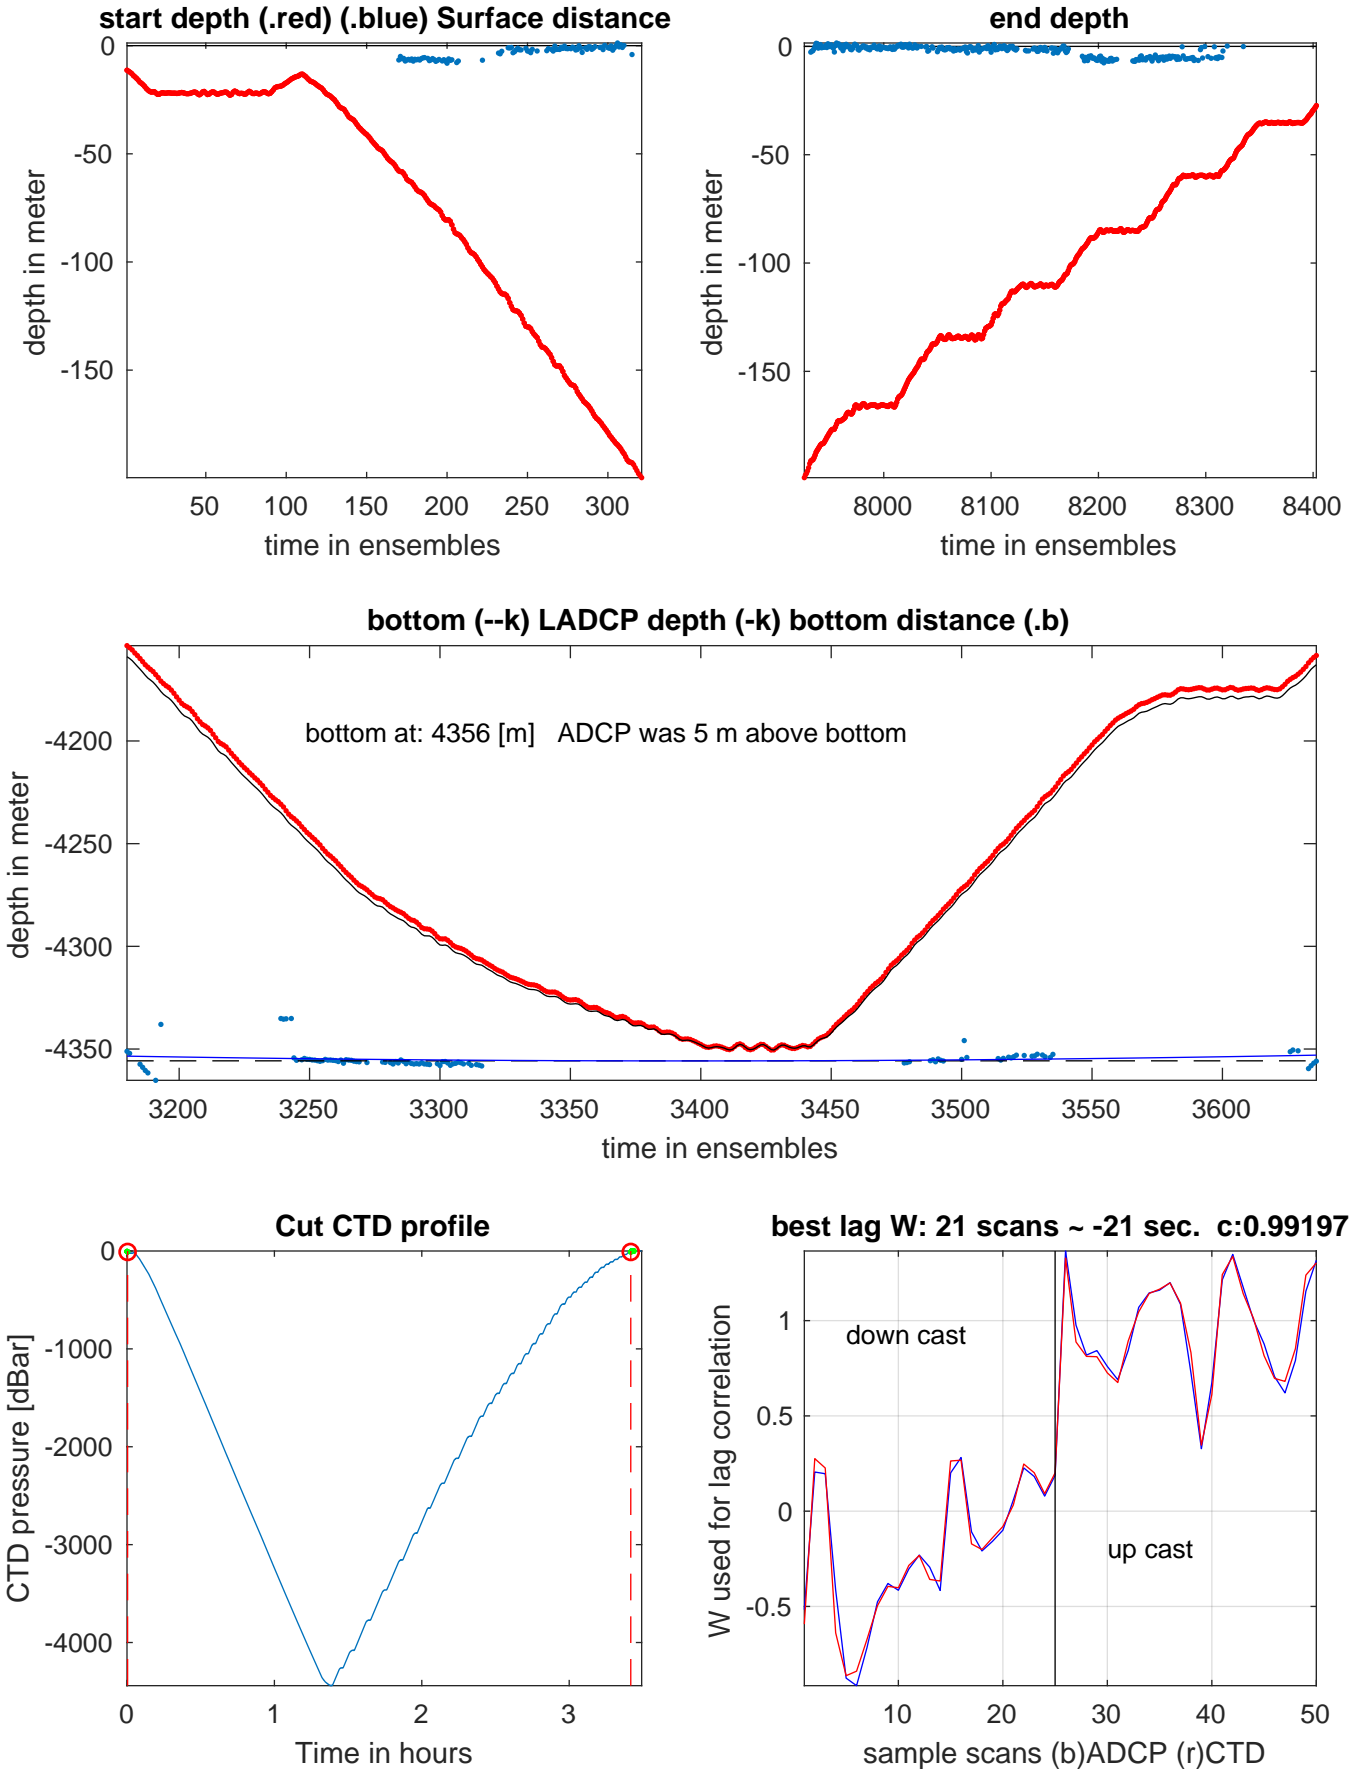 start depth (.red) (.blue) Surface distance
0
-50
-100
-150
depth in meter
50 100 150 200 250 300
time in ensembles
end depth
0
-50
-100
-150
depth in meter
8000 8100 8200 8300 8400
time in ensembles
bottom (--k) LADCP depth (-k) bottom distance (.b)
bottom at: 4356 [m] ADCP was 5 m above bottom
-4200
-4250
-4300
-4350
depth in meter
3200 3250 3300 3350 3400 3450 3500 3550 3600
time in ensembles
Cut CTD profile
0
-1000
-2000
-3000
-4000
CTD pressure [dBar]
0 1 2 3
Time in hours
best lag W: 21 scans ~ -21 sec. c:0.99197
down cast
up cast
1
0.5
0
-0.5
W used for lag correlation
10 20 30 40 50
sample scans (b)ADCP (r)CTD